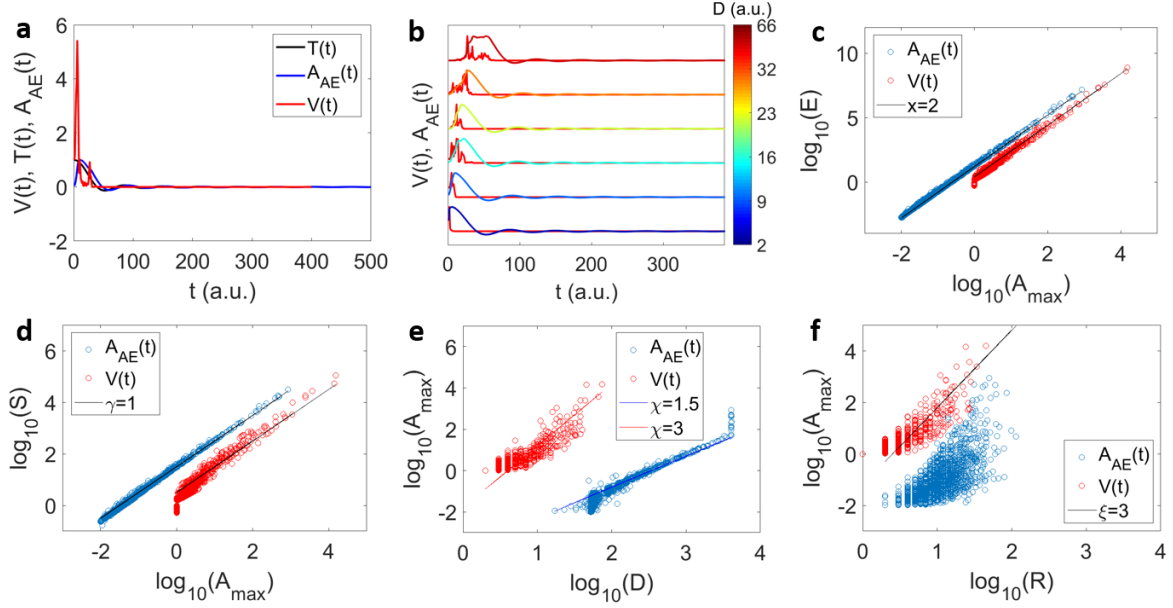 a
V(t), T(t), A_AE(t)
6
4
2
0
-2
T(t)
A_AE(t)
V(t)
0 100 200 300 400 500
t (a.u.)
b
D (a.u.)
V(t), A_AE(t)
66
32
23
16
9
2
0 100 200 300
t (a.u.)
c
log10(E)
10
5
0
A_AE(t)
V(t)
x=2
-2 0 2 4
log10(A_max)
d
log10(S)
6
4
2
0
A_AE(t)
V(t)
γ=1
-2 0 2 4
log10(A_max)
e
log10(A_max)
6
4
2
0
-2
A_AE(t)
V(t)
χ=1.5
χ=3
0 1 2 3 4
log10(D)
f
log10(A_max)
4
2
0
-2
A_AE(t)
V(t)
ξ=3
0 1 2 3
log10(R)